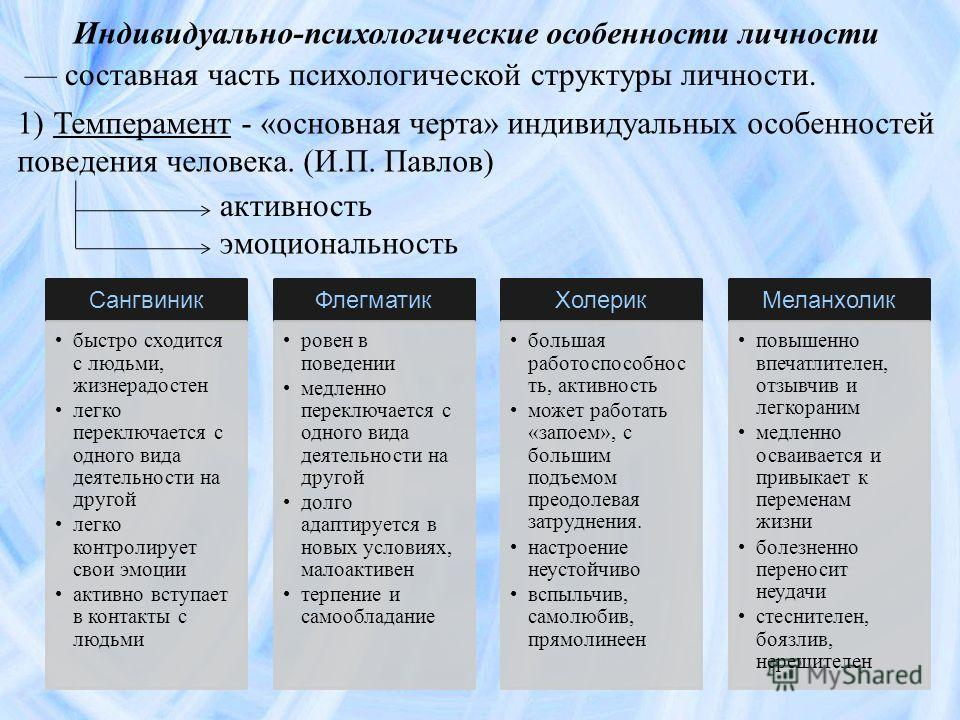 Индивидуально-психологические особенности личности
— составная часть психологической структуры личности.
1) Темперамент - «основная черта» индивидуальных особенностей
поведения человека. (И.П. Павлов)
активность
эмоциональность
Сангвиник
• быстро сходится
с людьми,
жизнерадостен
• легко
переключается с
одного вида
деятельности на
другой
• легко
контролирует
свои эмоции
• активно вступает
в контакты с
людьми
Флегматик
• ровен в
поведении
• медленно
переключается с
одного вида
деятельности на
другой
• долго
адаптируется в
новых условиях,
малоактивен
• терпение и
самообладание
Холерик
• большая
работоспособнос
ть, активность
• может работать
«запоем», с
большим
подъемом
преодолевая
затруднения.
• настроение
неустойчиво
• вспыльчив,
самолюбив,
прямолинеен
Меланхолик
• повышенно
впечатлителен,
отзывчив и
легкораним
• медленно
осваивается и
привыкает к
переменам
жизни
• болезненно
переносит
неудачи
• стеснителен,
боязлив,
нерешителен
MyShared